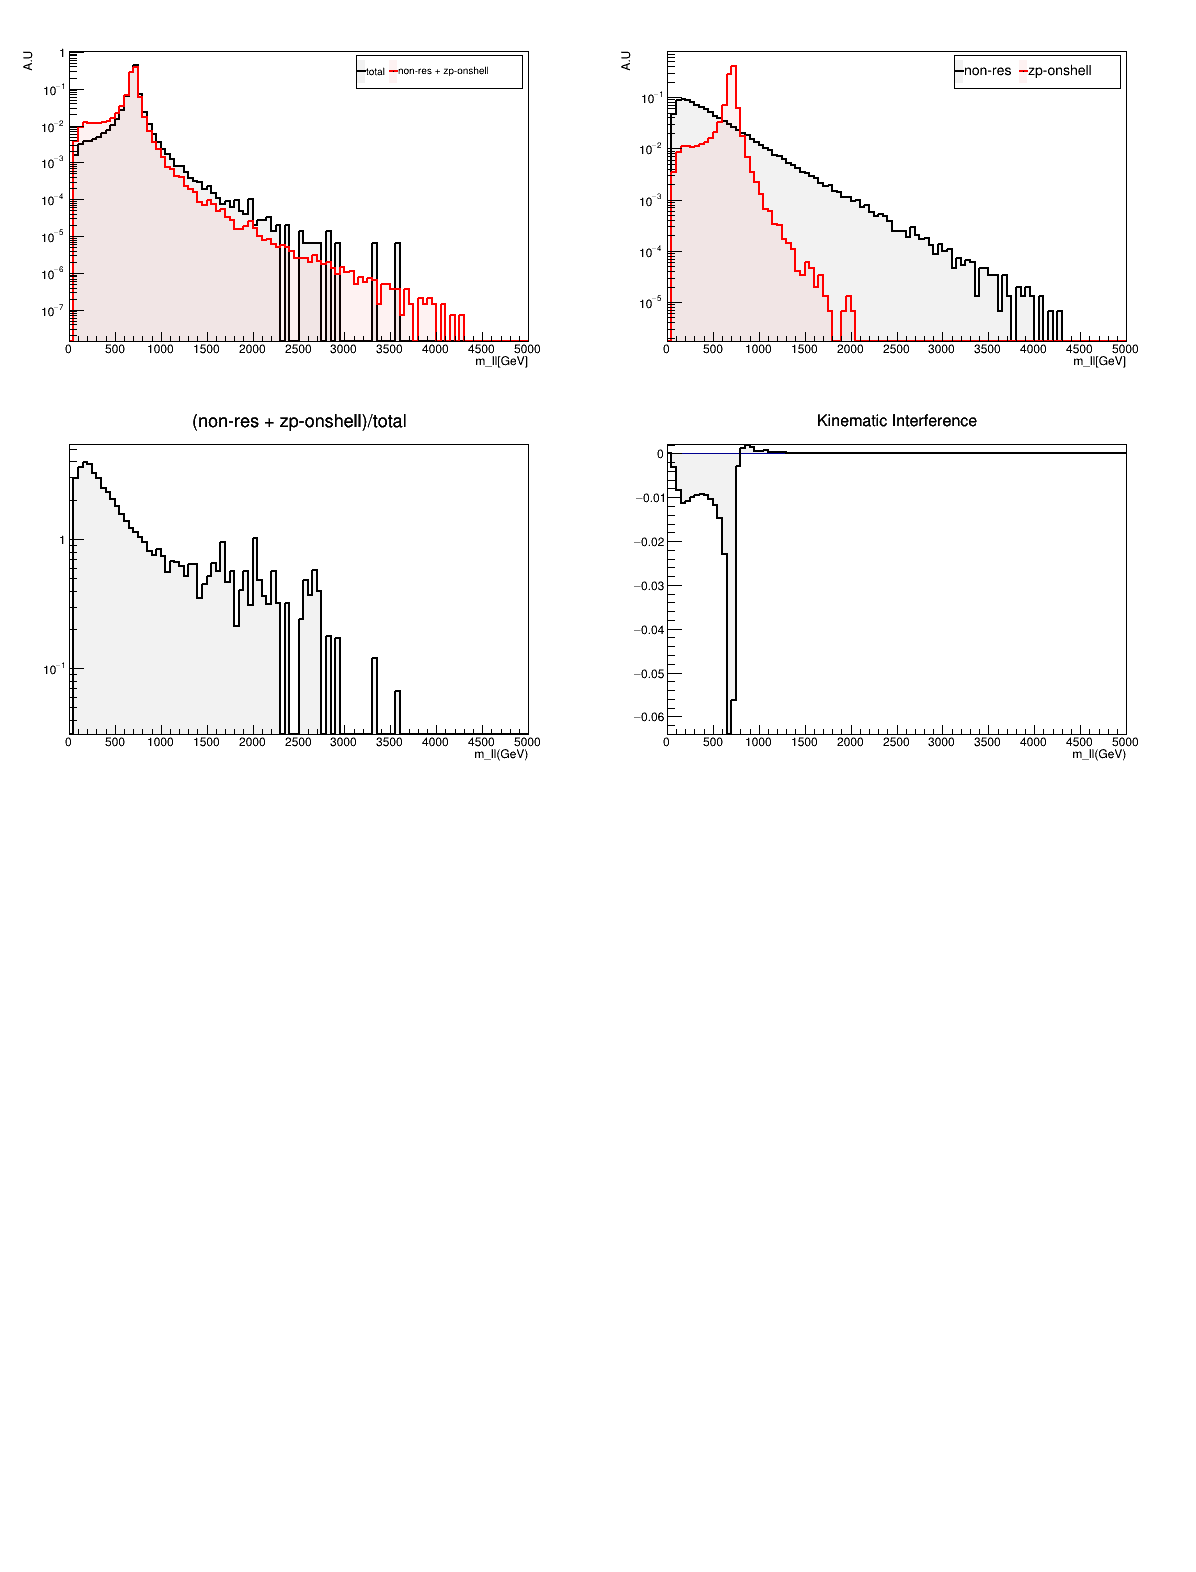 A.U
1
10⁻¹
10⁻²
10⁻³
10⁻⁴
10⁻⁵
10⁻⁶
10⁻⁷
total non-res + zp-onshell
0 500 1000 1500 2000 2500 3000 3500 4000 4500 5000
m_ll[GeV]
A.U
10⁻¹
10⁻²
10⁻³
10⁻⁴
10⁻⁵
non-res zp-onshell
0 500 1000 1500 2000 2500 3000 3500 4000 4500 5000
m_ll[GeV]
(non-res + zp-onshell)/total
1
10⁻¹
0 500 1000 1500 2000 2500 3000 3500 4000 4500 5000
m_ll(GeV)
Kinematic Interference
0
−0.01
−0.02
−0.03
−0.04
−0.05
−0.06
0 500 1000 1500 2000 2500 3000 3500 4000 4500 5000
m_ll(GeV)